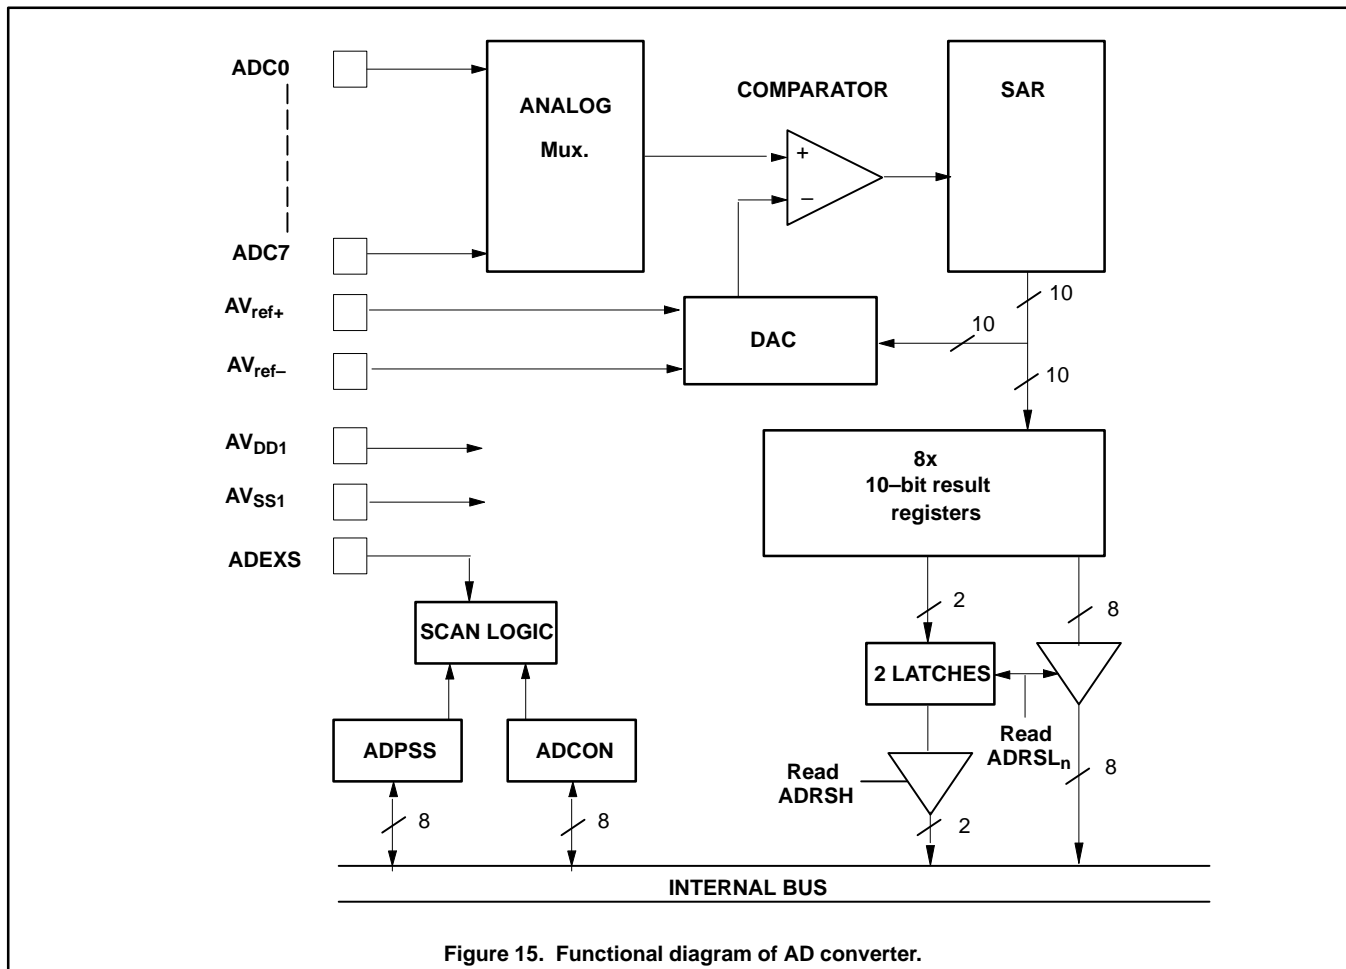 ADC0
ANALOG
Mux.
COMPARATOR
SAR
+
–
ADC7
AVref+
10
10
DAC
AVref–
10
AVDD1
8x
10–bit result
registers
AVSS1
ADEXS
2
8
SCAN LOGIC
2 LATCHES
Read
ADRSLn
ADPSS
ADCON
Read
ADRSH
8
8
8
2
INTERNAL BUS
Figure 15. Functional diagram of AD converter.